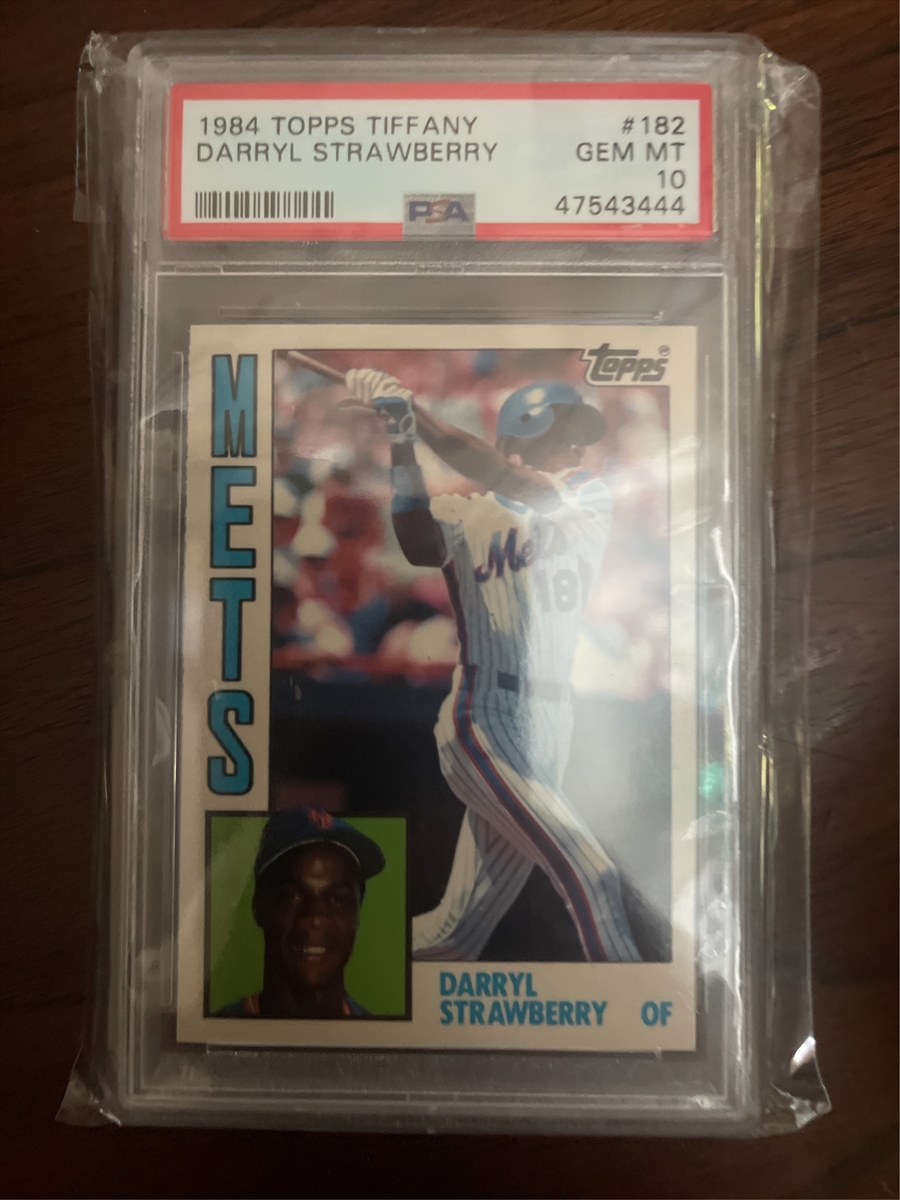 1984 TOPPS TIFFANY #182
DARRYL STRAWBERRY GEM MT
10
PSA 47543444
METS
topps
Mets
18
DARRYL
STRAWBERRY OF